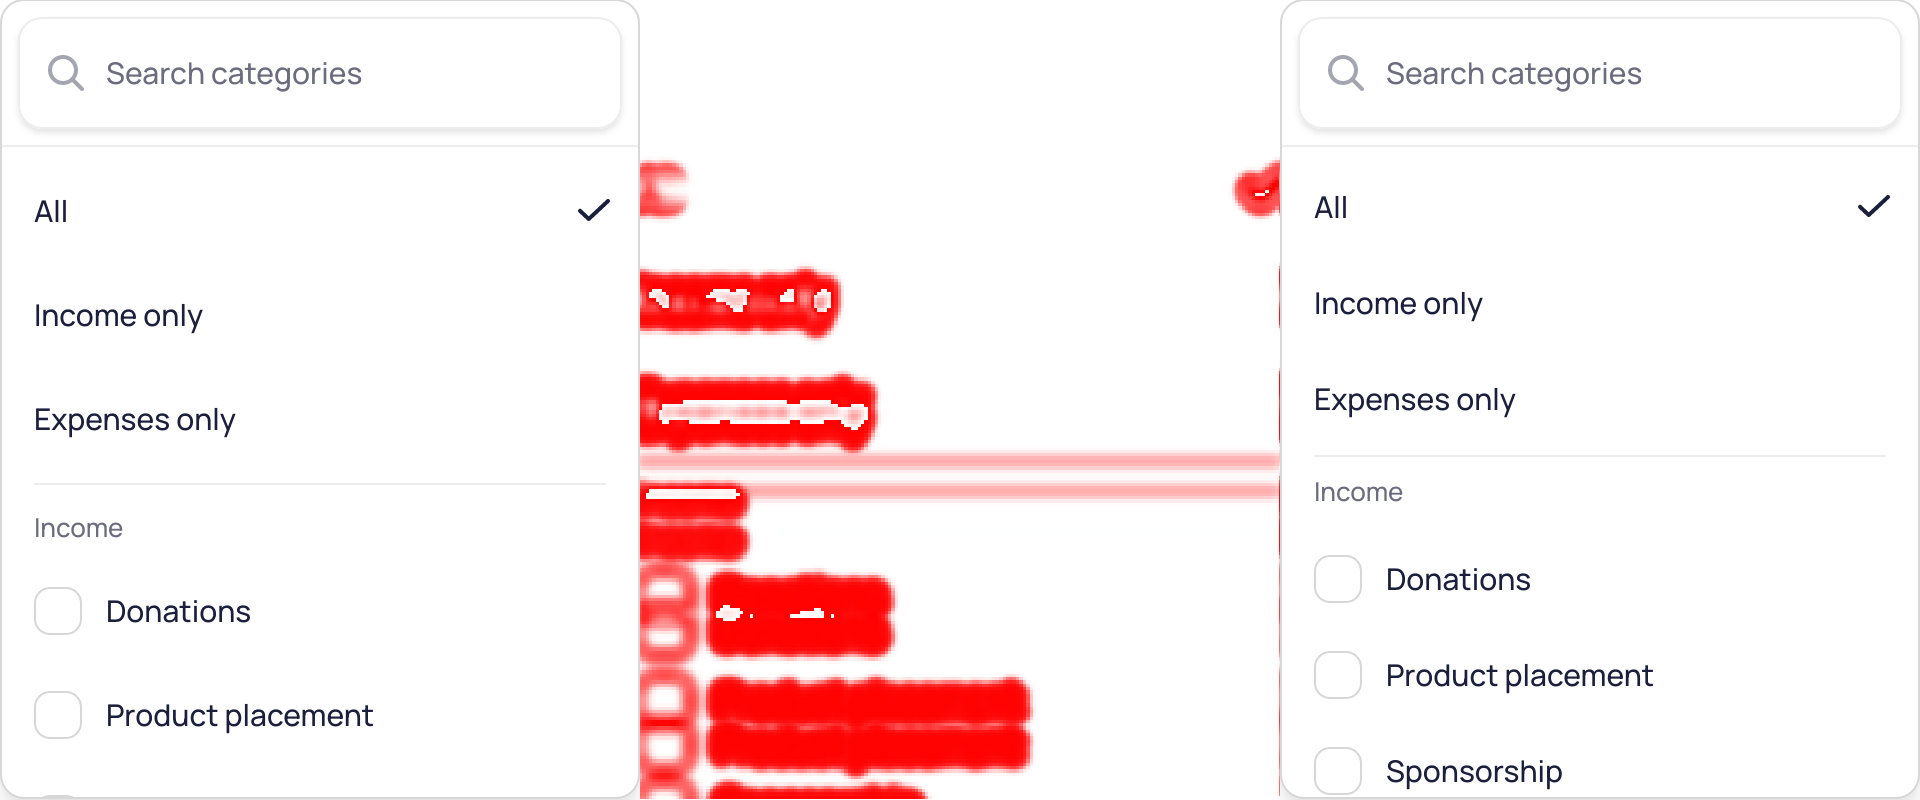 Search categories
All
Income only
Expenses only
Income
Donations
Product placement
Search categories
All
Income only
Expenses only
Income
Donations
Product placement
Sponsorship